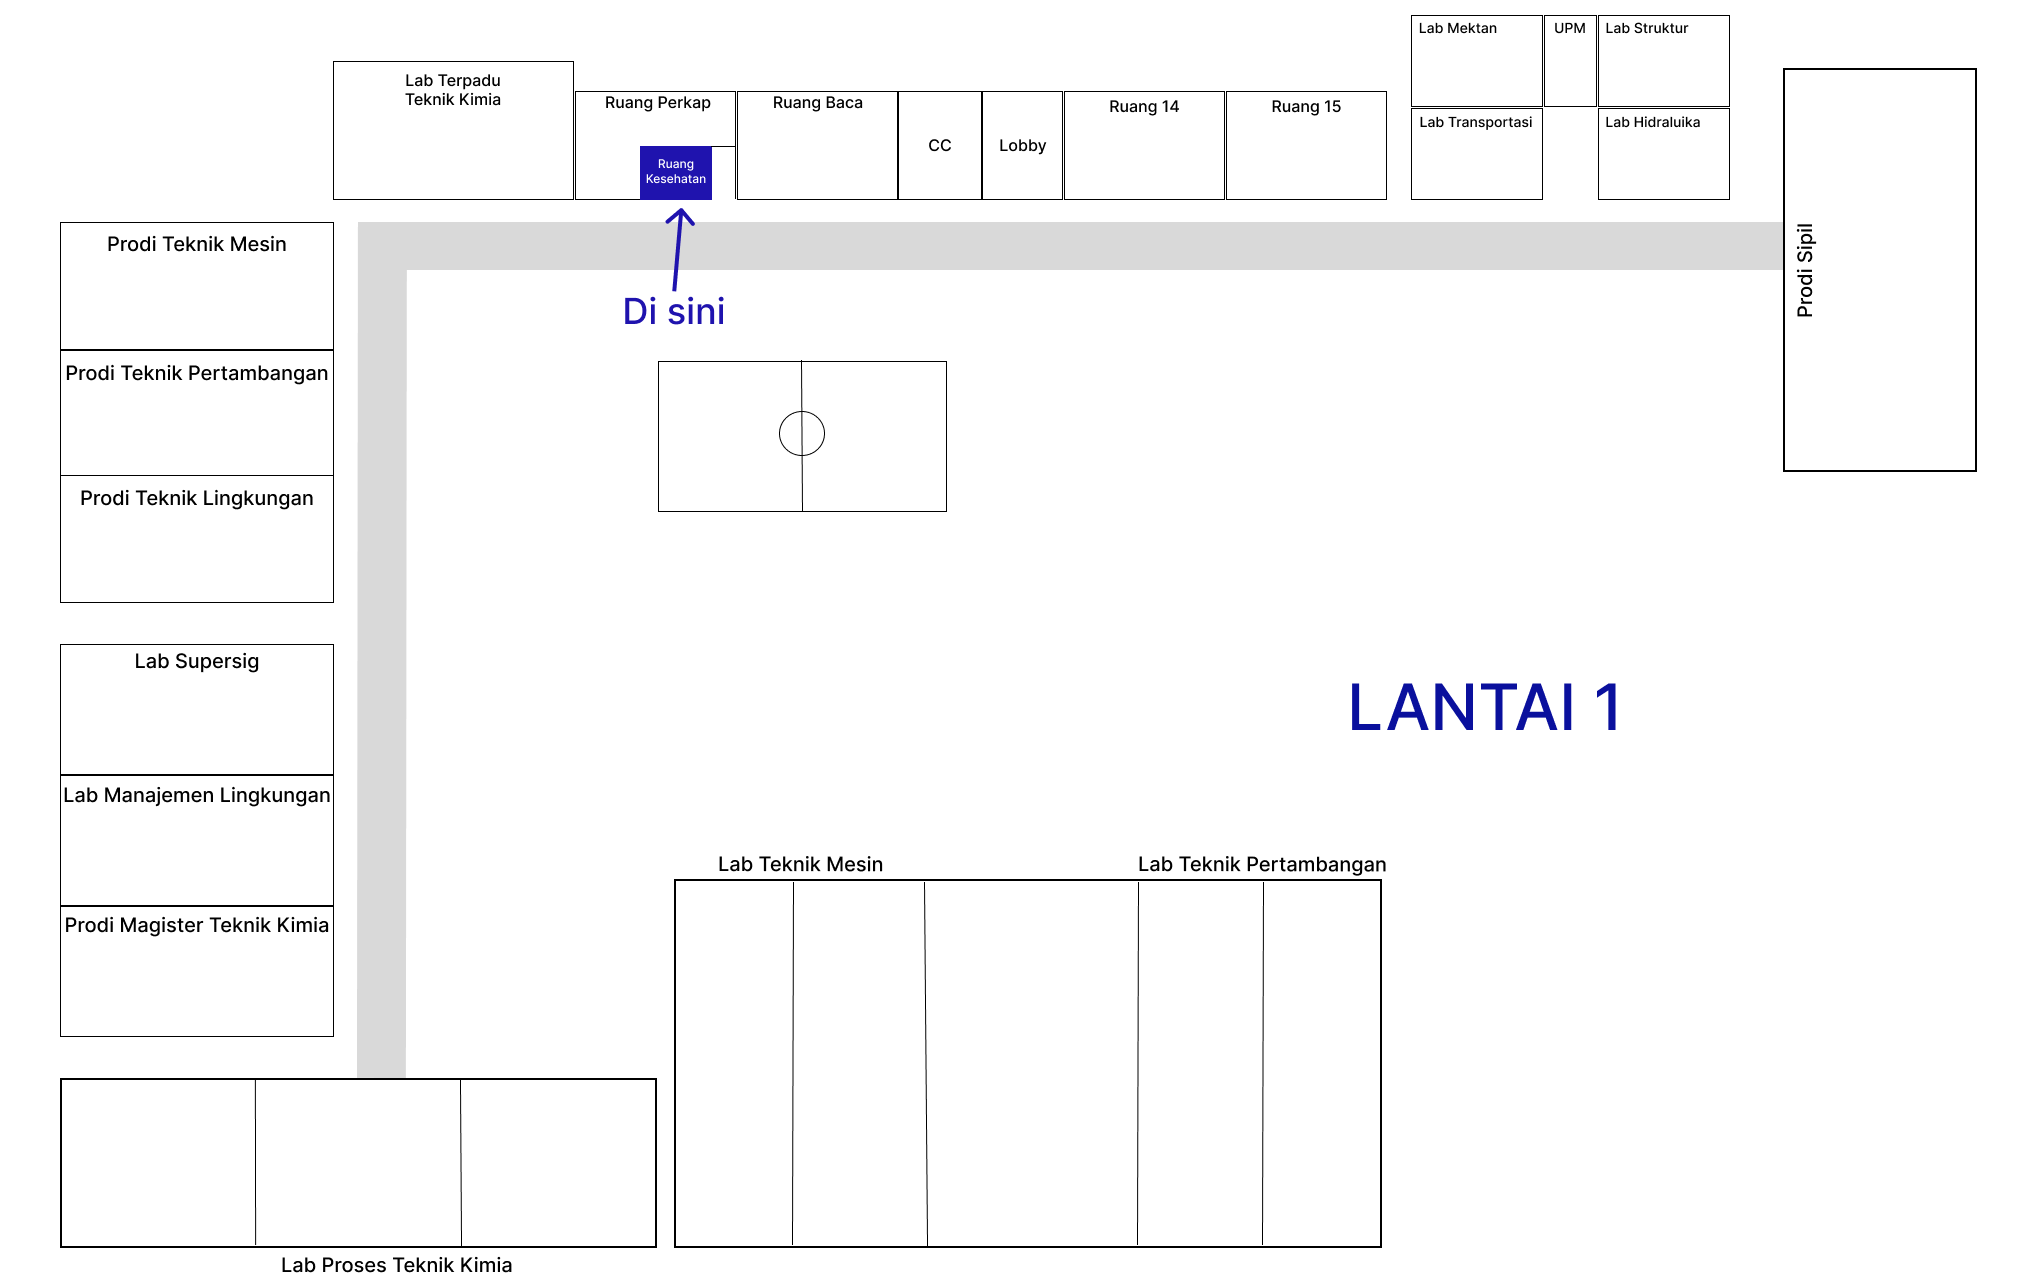 Lab Mektan
UPM
Lab Struktur
Lab Terpadu
Teknik Kimia
Ruang Perkap
Ruang Baca
Ruang 14
Ruang 15
Lab Transportasi
Lab Hidraluika
CC
Lobby
Ruang
Kesehatan
Prodi Teknik Mesin
Prodi Sipil
Di sini
Prodi Teknik Pertambangan
Prodi Teknik Lingkungan
Lab Supersig
LANTAI 1
Lab Manajemen Lingkungan
Lab Teknik Mesin
Lab Teknik Pertambangan
Prodi Magister Teknik Kimia
Lab Proses Teknik Kimia